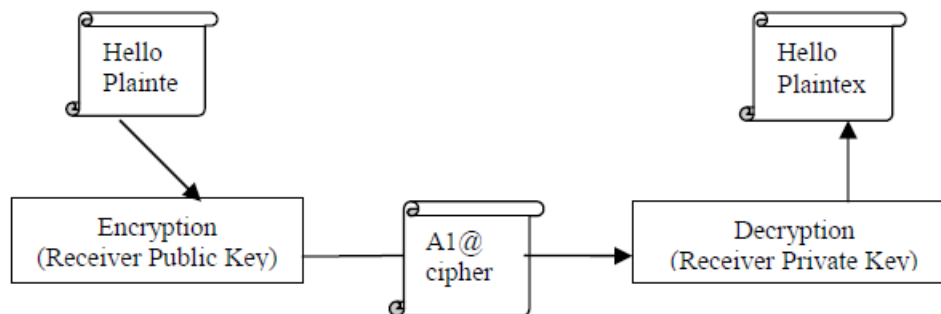 Hello
Plainte
Encryption
(Receiver Public Key)
A1@
cipher
Decryption
(Receiver Private Key)
Hello
Plaintex